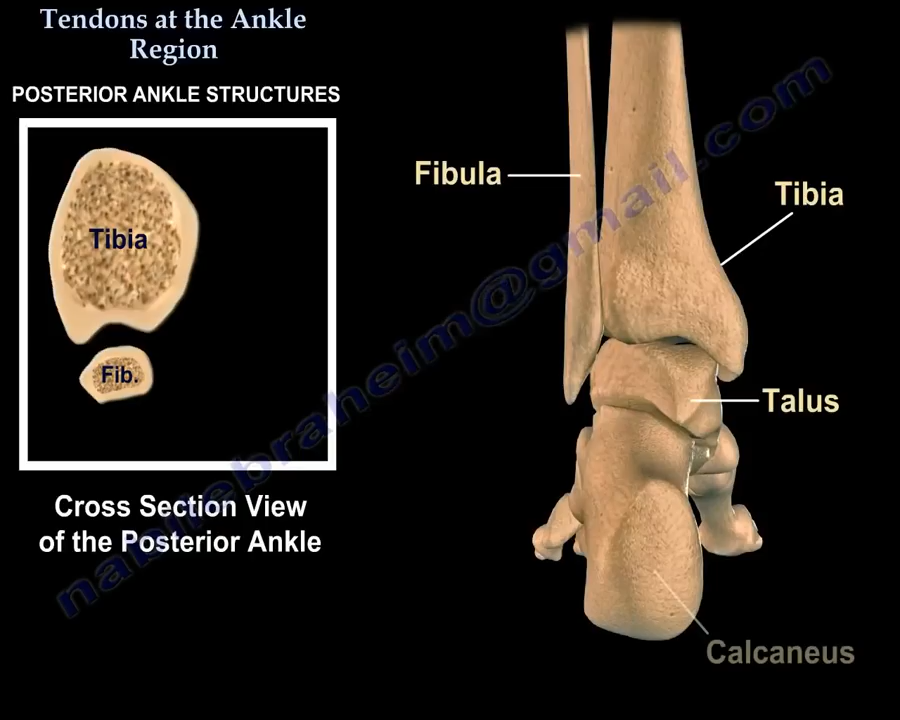 Tendons at the Ankle
Region
POSTERIOR ANKLE STRUCTURES
Tibia
Fib.
Cross Section View
of the Posterior Ankle
Fibula
Tibia
Talus
Calcaneus
nabilebraheim@gmail.com